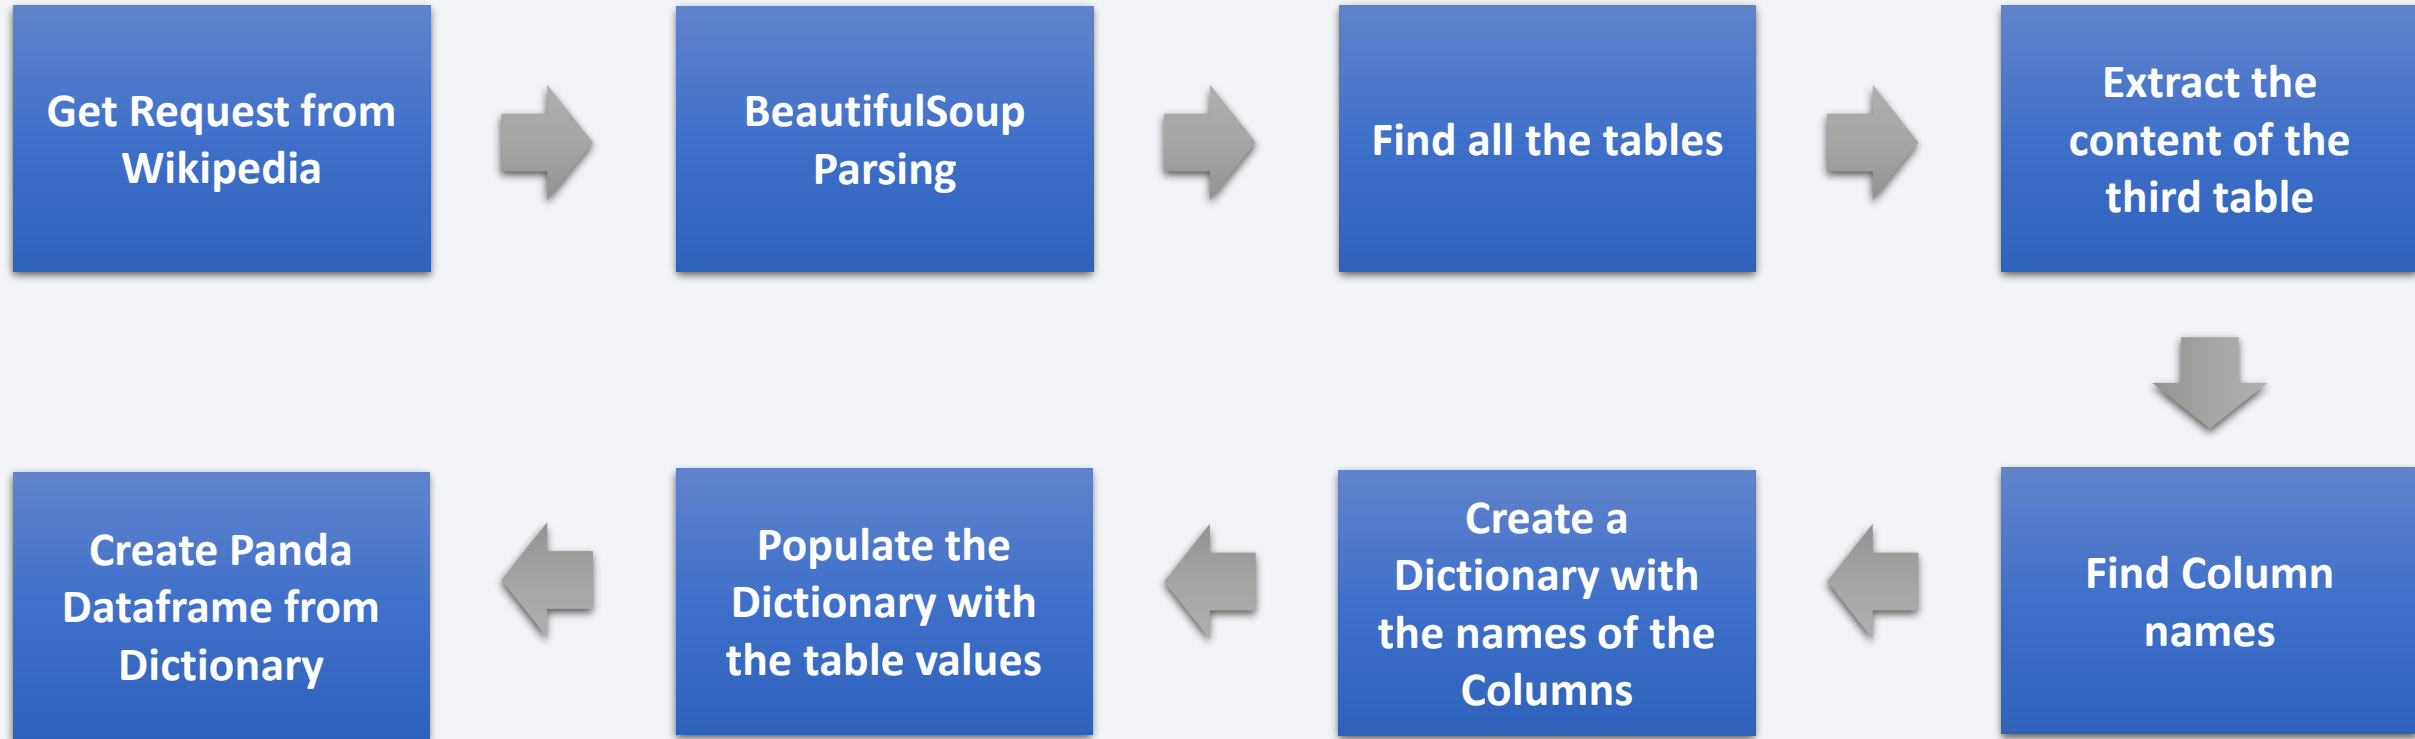 Get Request from
Wikipedia
BeautifulSoup
Parsing
Find all the tables
Extract the
content of the
third table
Find Column
names
Create a
Dictionary with
the names of the
Columns
Populate the
Dictionary with
the table values
Create Panda
Dataframe from
Dictionary